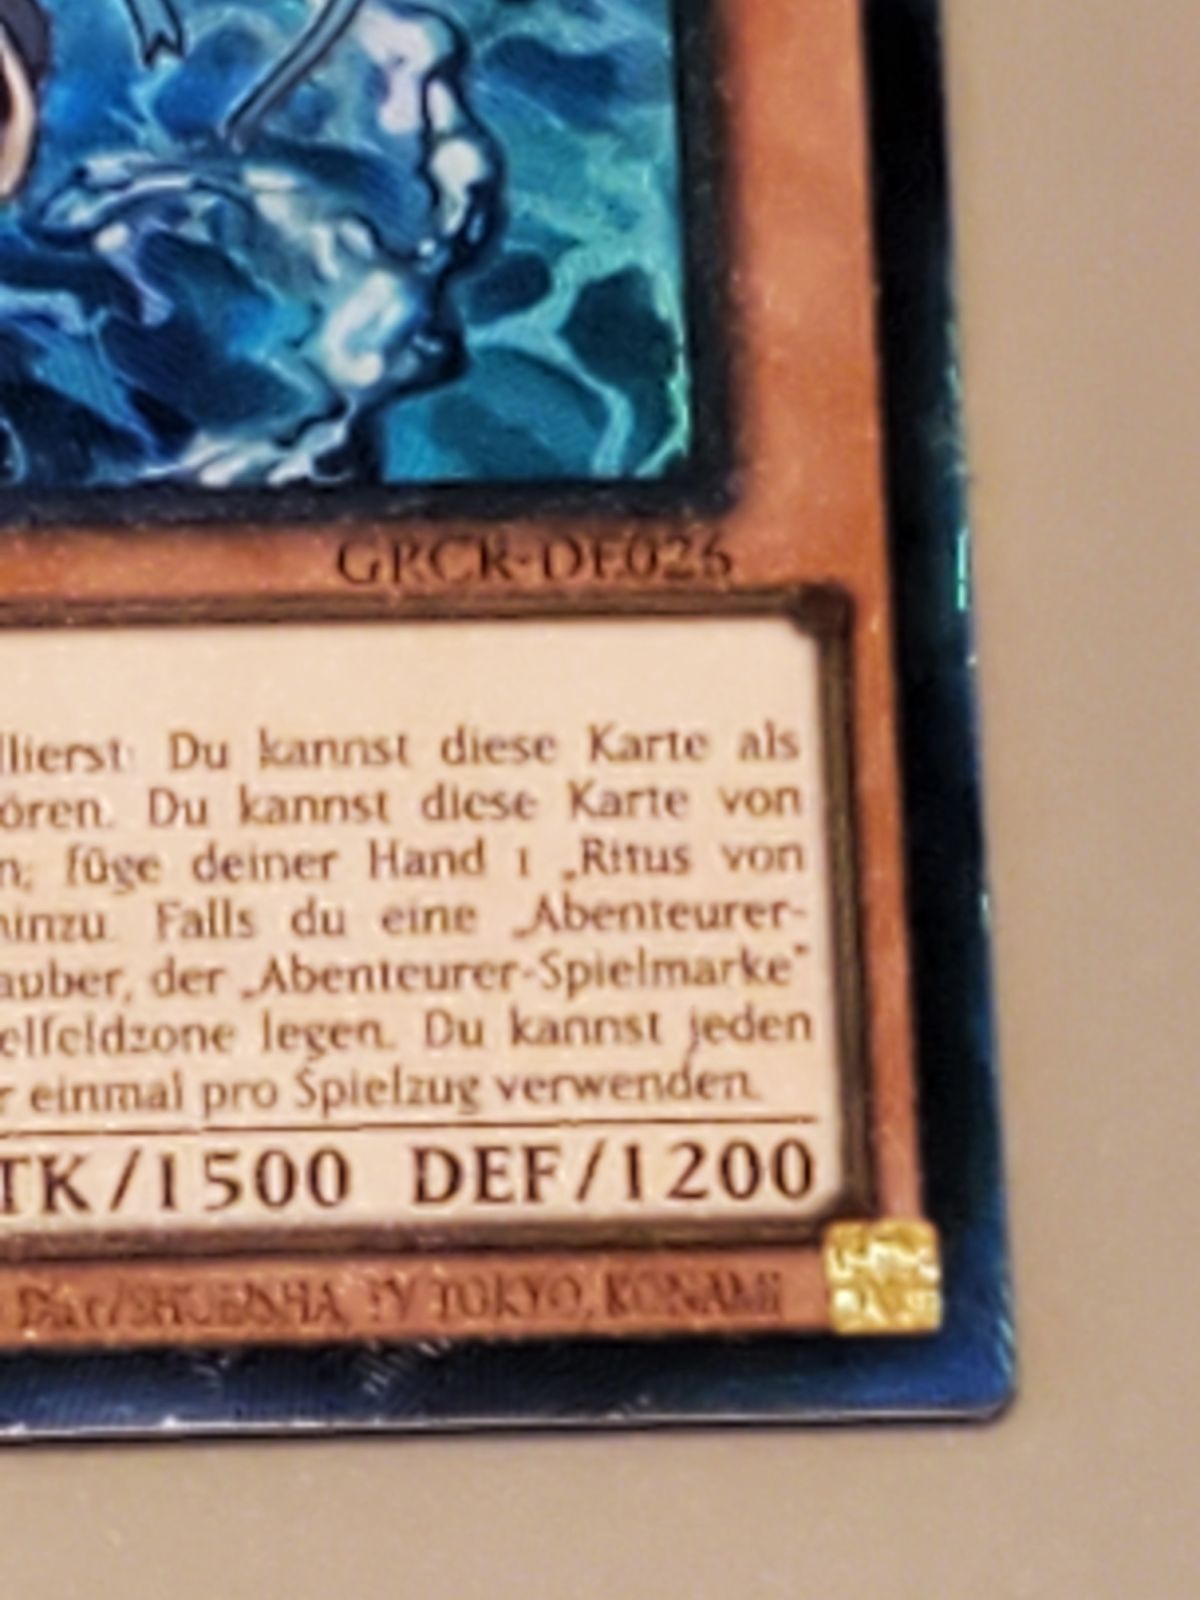 GRCR-DE026
llierst: Du kannst diese Karte als
ören. Du kannst diese Karte von
n; füge deiner Hand 1 „Ritus von
hinzu. Falls du eine „Abenteurer-
auber, der „Abenteurer-Spielmarke"
elfeldzone legen. Du kannst jeden
r einmal pro Spielzug verwenden.
TK/1500 DEF/1200
Dice/SHUEISHA, TV TOKYO, KONAMI